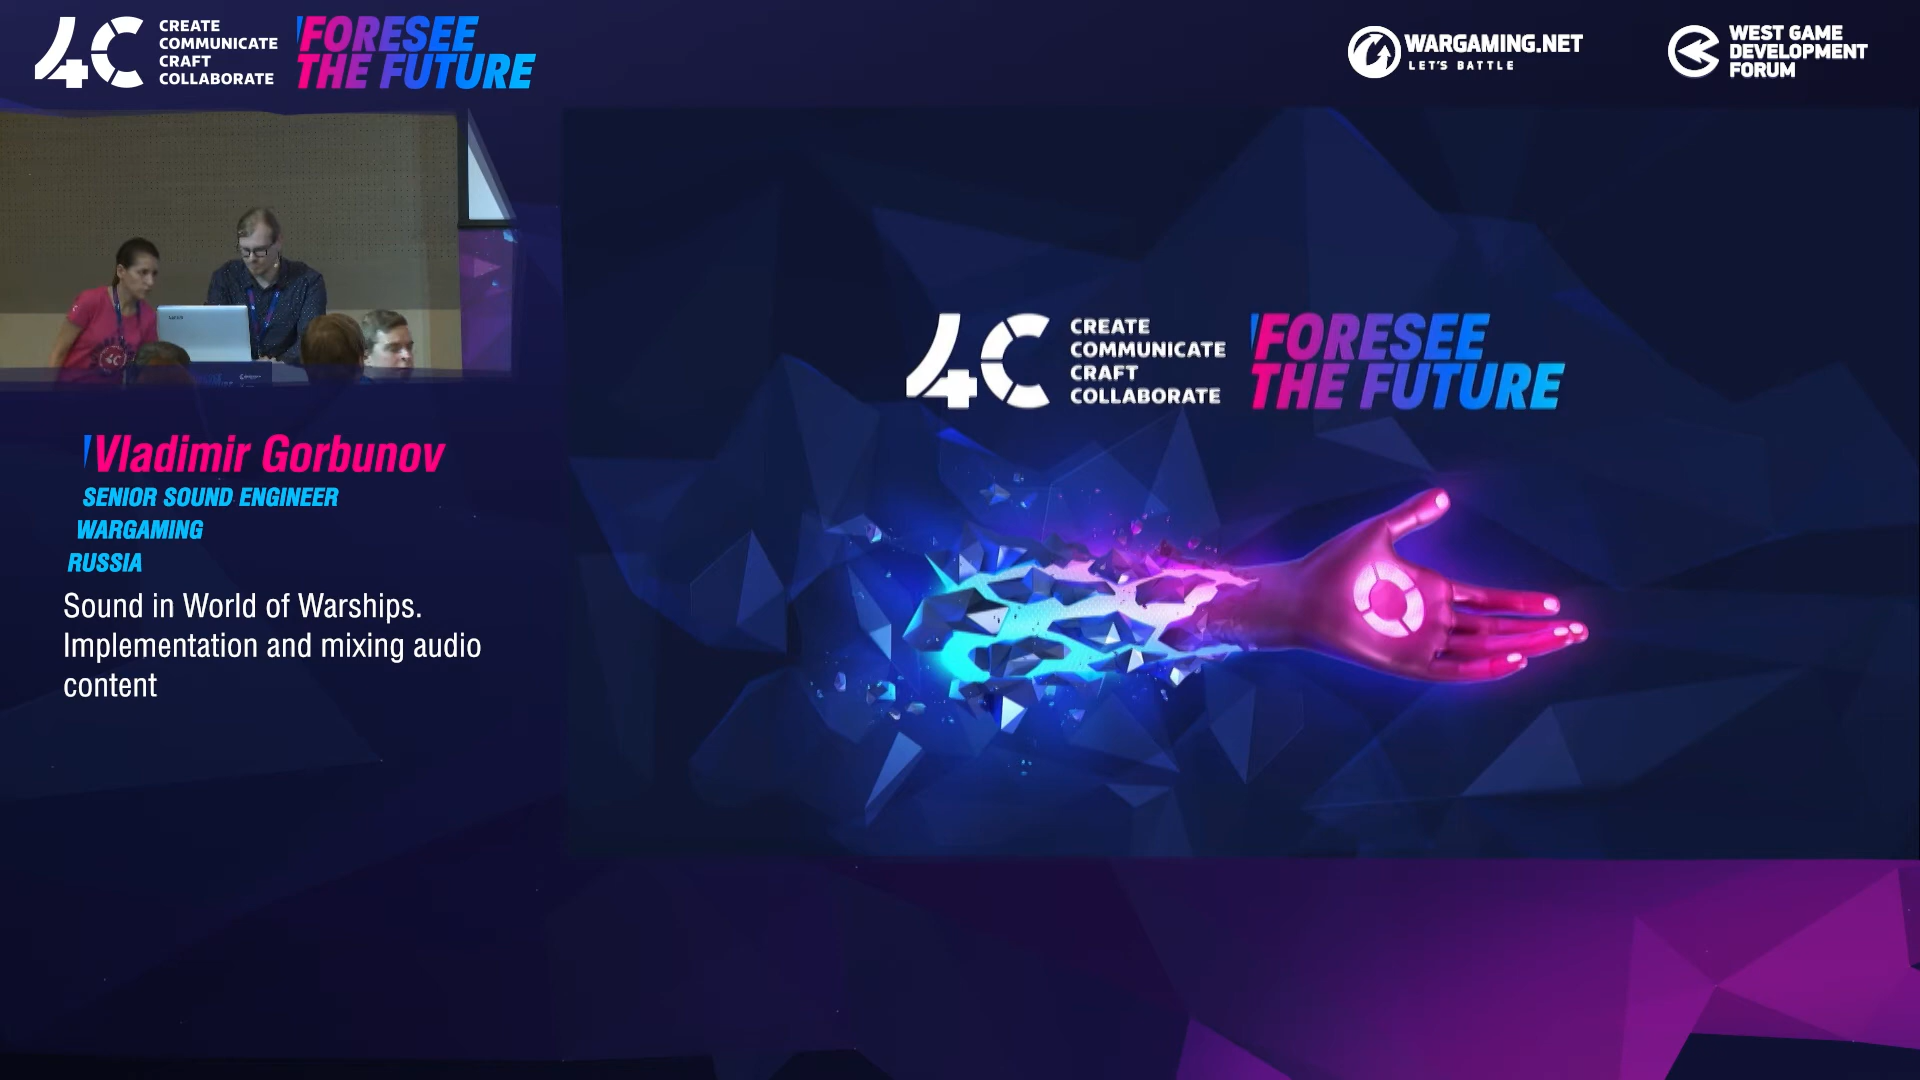 4C
CREATE
COMMUNICATE
CRAFT
COLLABORATE
FORESEE
THE FUTURE
WARGAMING.NET
LET'S BATTLE
WEST GAME
DEVELOPMENT
FORUM
4C
CREATE
COMMUNICATE
CRAFT
COLLABORATE
FORESEE
THE FUTURE
Vladimir Gorbunov
SENIOR SOUND ENGINEER
WARGAMING
RUSSIA
Sound in World of Warships.
Implementation and mixing audio
content